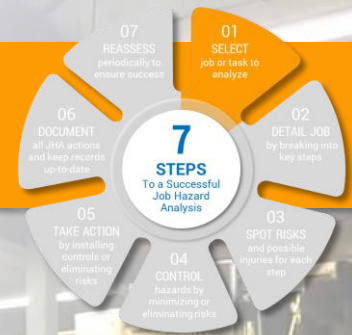 7
STEPS
To a Successful
Job Hazard
Analysis
01
SELECT
job or task to
analyze
02
DETAIL JOB
by breaking into
key steps
03
SPOT RISKS
and possible
injuries for each
step
04
CONTROL
hazards by
minimizing or
eliminating risks
05
TAKE ACTION
by installing
controls or
eliminating
risks
06
DOCUMENT
all JHA actions
and keep records
up-to-date
07
REASSESS
periodically to
ensure success